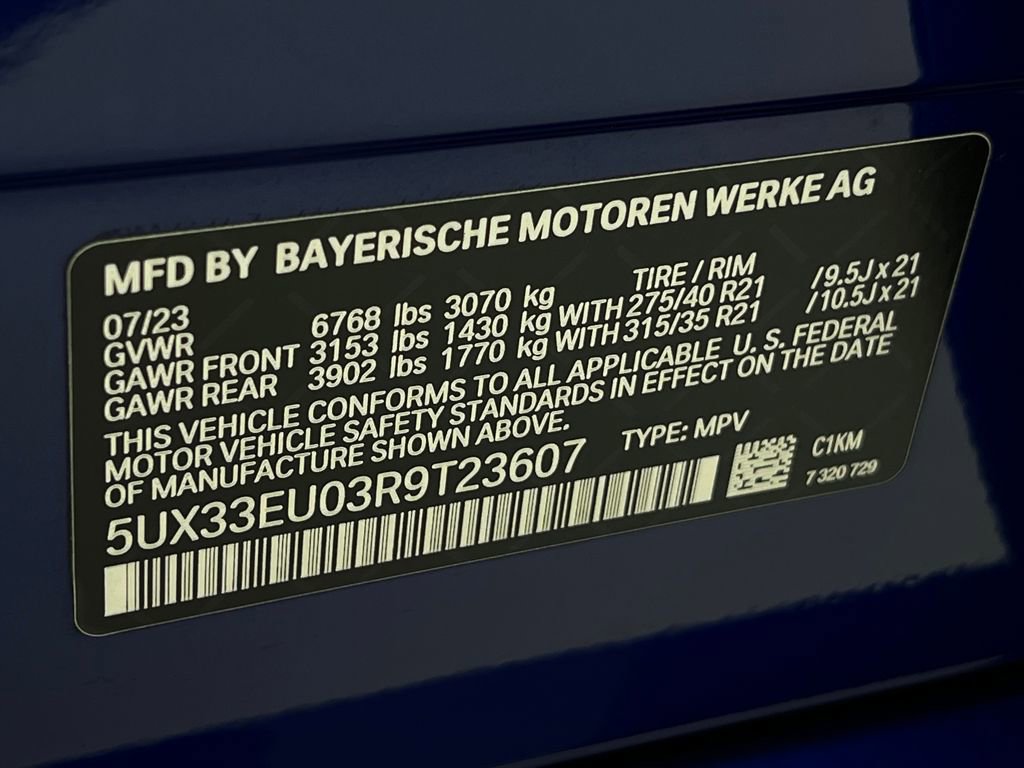 MFD BY BAYERISCHE MOTOREN WERKE AG
07/23 TIRE / RIM
GVWR 6768 lbs 3070 kg
GAWR FRONT 3153 lbs 1430 kg WITH 275/40 R21 /9.5J x 21
GAWR REAR 3902 lbs 1770 kg WITH 315/35 R21 /10.5J x 21
THIS VEHICLE CONFORMS TO ALL APPLICABLE U. S. FEDERAL
MOTOR VEHICLE SAFETY STANDARDS IN EFFECT ON THE DATE
OF MANUFACTURE SHOWN ABOVE.
5UX33EU03R9T23607 TYPE: MPV
C1KM
7 320 729